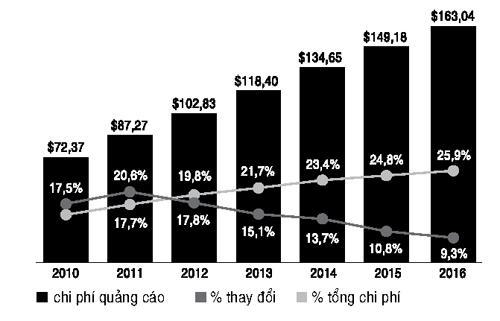 $163,04
$149,18
$134,65
$118,40
$102,83
$87,27
$72,37
17,5% 20,6% 19,8% 21,7% 23,4% 24,8% 25,9%
17,7% 17,8% 15,1% 13,7% 10,8% 9,3%
2010 2011 2012 2013 2014 2015 2016
chi phí quảng cáo % thay đổi % tổng chi phí